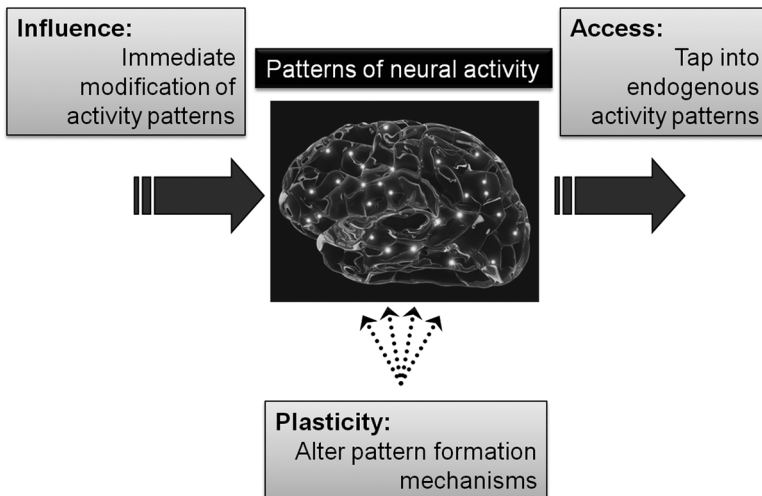 Influence:
Immediate
modification of
activity patterns
Patterns of neural activity
Access:
Tap into
endogenous
activity patterns
Plasticity:
Alter pattern formation
mechanisms